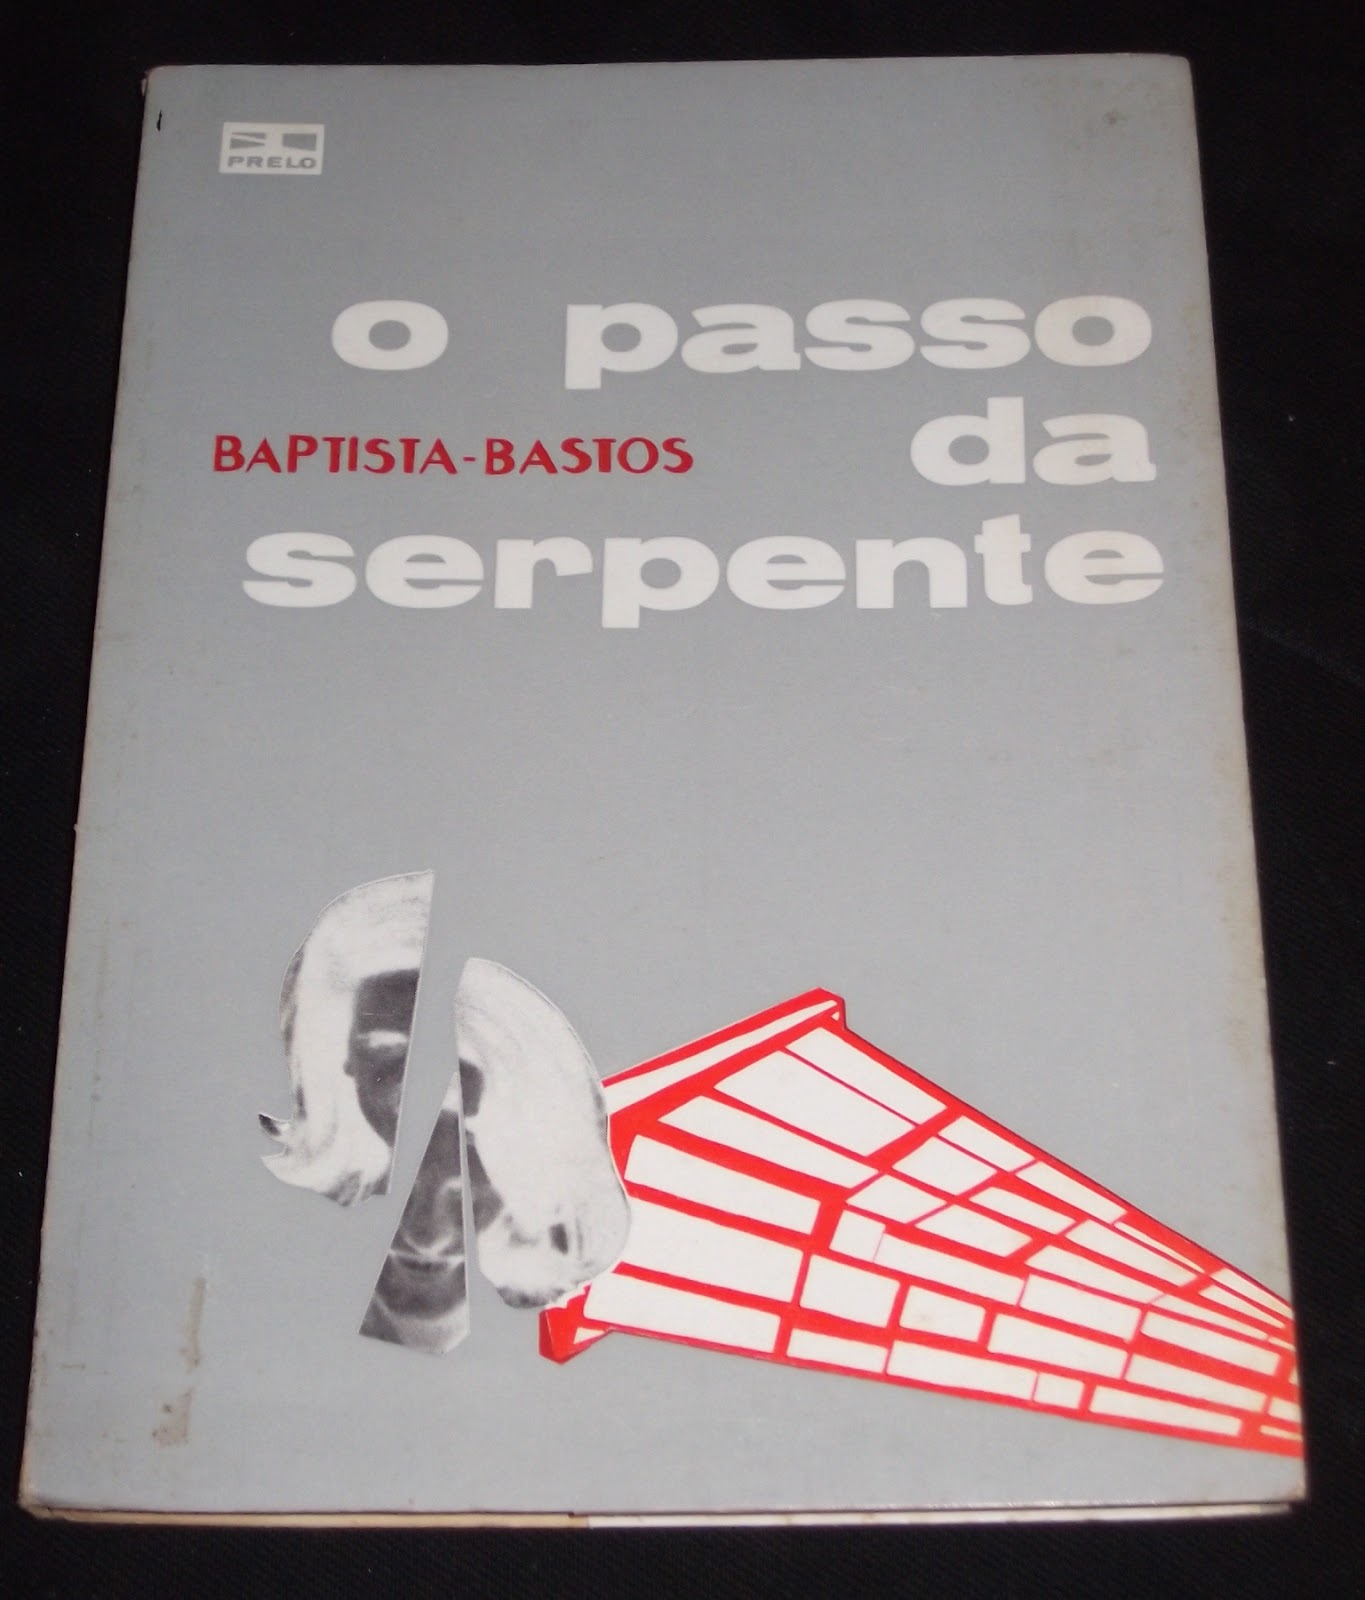 PRELO
o passo
da
BAPTISTA-BASTOS
serpente